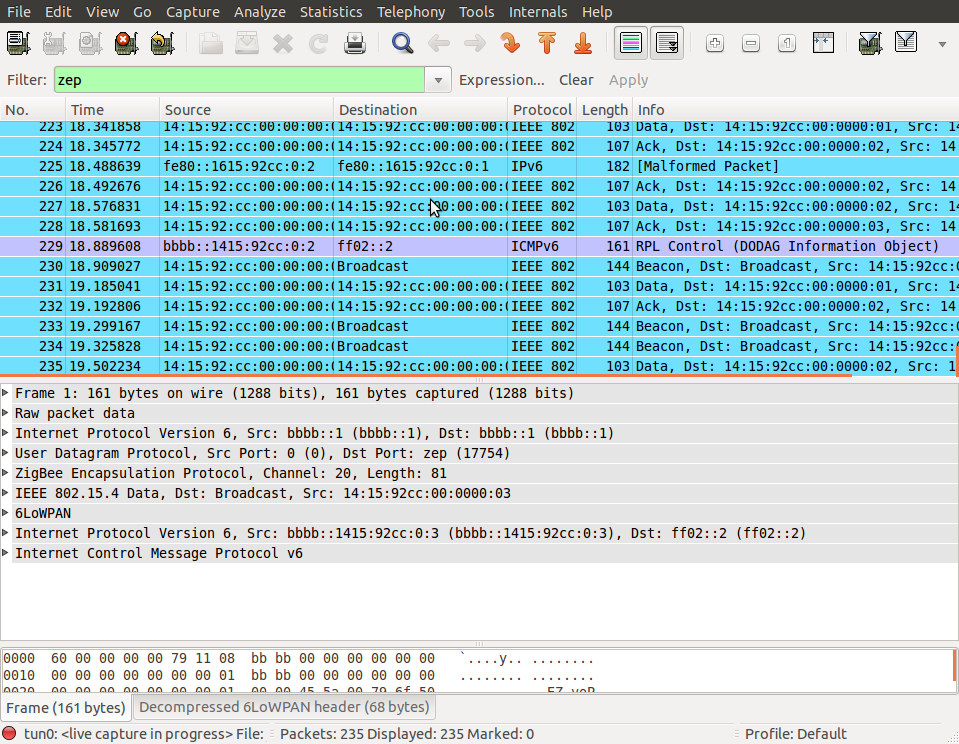 File Edit View Go Capture Analyze Statistics Telephony Tools Internals Help
Filter: zep Expression... Clear Apply
No. Time Source Destination Protocol Length Info
223 18.341858 14:15:92:cc:00:00:00:( 14:15:92:cc:00:00:00:( IEEE 802 103 Data, Dst: 14:15:92cc:00:0000:01, Src: 14
224 18.345772 14:15:92:cc:00:00:00:( 14:15:92:cc:00:00:00:( IEEE 802 107 Ack, Dst: 14:15:92cc:00:0000:02, Src: 14
225 18.488639 fe80::1615:92cc:0:2 fe80::1615:92cc:0:1 IPv6 182 [Malformed Packet]
226 18.492676 14:15:92:cc:00:00:00:( 14:15:92:cc:00:00:00:( IEEE 802 107 Ack, Dst: 14:15:92cc:00:0000:02, Src: 14
227 18.576831 14:15:92:cc:00:00:00:( 14:15:92:cc:00:00:00:( IEEE 802 103 Data, Dst: 14:15:92cc:00:0000:02, Src: 1
228 18.581693 14:15:92:cc:00:00:00:( 14:15:92:cc:00:00:00:( IEEE 802 107 Ack, Dst: 14:15:92cc:00:0000:03, Src: 14
229 18.889608 bbbb::1415:92cc:0:2 ff02::2 ICMPv6 161 RPL Control (DODAG Information Object)
230 18.909027 14:15:92:cc:00:00:00:( Broadcast IEEE 802 144 Beacon, Dst: Broadcast, Src: 14:15:92cc:0
231 19.185041 14:15:92:cc:00:00:00:( 14:15:92:cc:00:00:00:( IEEE 802 103 Data, Dst: 14:15:92cc:00:0000:01, Src: 1
232 19.192806 14:15:92:cc:00:00:00:( 14:15:92:cc:00:00:00:( IEEE 802 107 Ack, Dst: 14:15:92cc:00:0000:02, Src: 14
233 19.299167 14:15:92:cc:00:00:00:( Broadcast IEEE 802 144 Beacon, Dst: Broadcast, Src: 14:15:92cc:0
234 19.325828 14:15:92:cc:00:00:00:( Broadcast IEEE 802 144 Beacon, Dst: Broadcast, Src: 14:15:92cc:0
235 19.502234 14:15:92:cc:00:00:00:( 14:15:92:cc:00:00:00:( IEEE 802 103 Data, Dst: 14:15:92cc:00:0000:02, Src: 1
Frame 1: 161 bytes on wire (1288 bits), 161 bytes captured (1288 bits)
Raw packet data
Internet Protocol Version 6, Src: bbbb::1 (bbbb::1), Dst: bbbb::1 (bbbb::1)
User Datagram Protocol, Src Port: 0 (0), Dst Port: zep (17754)
ZigBee Encapsulation Protocol, Channel: 20, Length: 81
IEEE 802.15.4 Data, Dst: Broadcast, Src: 14:15:92cc:00:0000:03
6LoWPAN
Internet Protocol Version 6, Src: bbbb::1415:92cc:0:3 (bbbb::1415:92cc:0:3), Dst: ff02::2 (ff02::2)
Internet Control Message Protocol v6
0000 60 00 00 00 00 79 11 08 bb bb 00 00 00 00 00 00 `....y.. ........
0010 00 00 00 00 00 00 00 01 bb bb 00 00 00 00 00 00 ........ ........
Frame (161 bytes) Decompressed 6LoWPAN header (68 bytes)
tun0: <live capture in progress> File: Packets: 235 Displayed: 235 Marked: 0 Profile: Default